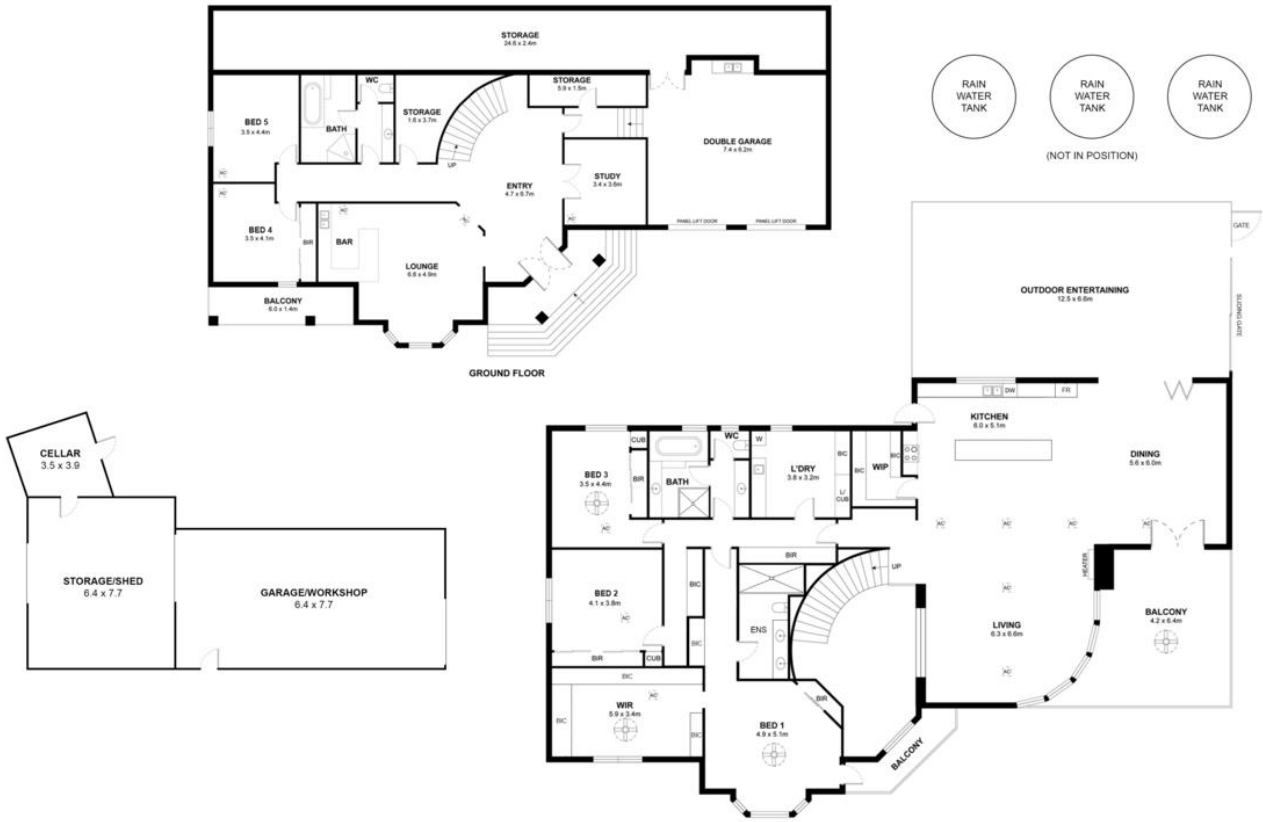 STORAGE
24.6 x 2.4m
STORAGE
5.9 x 1.5m
WC
BED 5
3.5 x 4.4m
BATH
STORAGE
1.6 x 3.7m
UP
DOUBLE GARAGE
7.4 x 6.2m
STUDY
3.4 x 3.6m
AC
ENTRY
4.7 x 5.7m
AC
AC
BED 4
3.5 x 4.1m
BIR
AC
BAR
LOUNGE
6.6 x 4.9m
PANEL LIFT DOOR
PANEL LIFT DOOR
BALCONY
6.0 x 1.4m
GROUND FLOOR
RAIN
WATER
TANK
RAIN
WATER
TANK
RAIN
WATER
TANK
(NOT IN POSITION)
GATE
OUTDOOR ENTERTAINING
12.5 x 6.6m
SLIDING GATE
CELLAR
3.5 x 3.9
STORAGE/SHED
6.4 x 7.7
GARAGE/WORKSHOP
6.4 x 7.7
DW
FR
KITCHEN
6.0 x 5.1m
DINING
5.6 x 6.0m
CUB
BED 3
3.5 x 4.4m
BIR
AC
BATH
WC
W
L'DRY
3.8 x 3.2m
BIC
L/
CUB
BIC
WIP
BIC
AC
AC
AC
AC
BIR
UP
HEATER
AC
BED 2
4.1 x 3.8m
AC
BIC
BIC
ENS
BIR
CUB
LIVING
6.3 x 6.6m
AC
BALCONY
4.2 x 6.4m
BIC
WIR
5.9 x 3.4m
AC
BIC
BIC
BIR
BED 1
4.9 x 5.1m
BALCONY